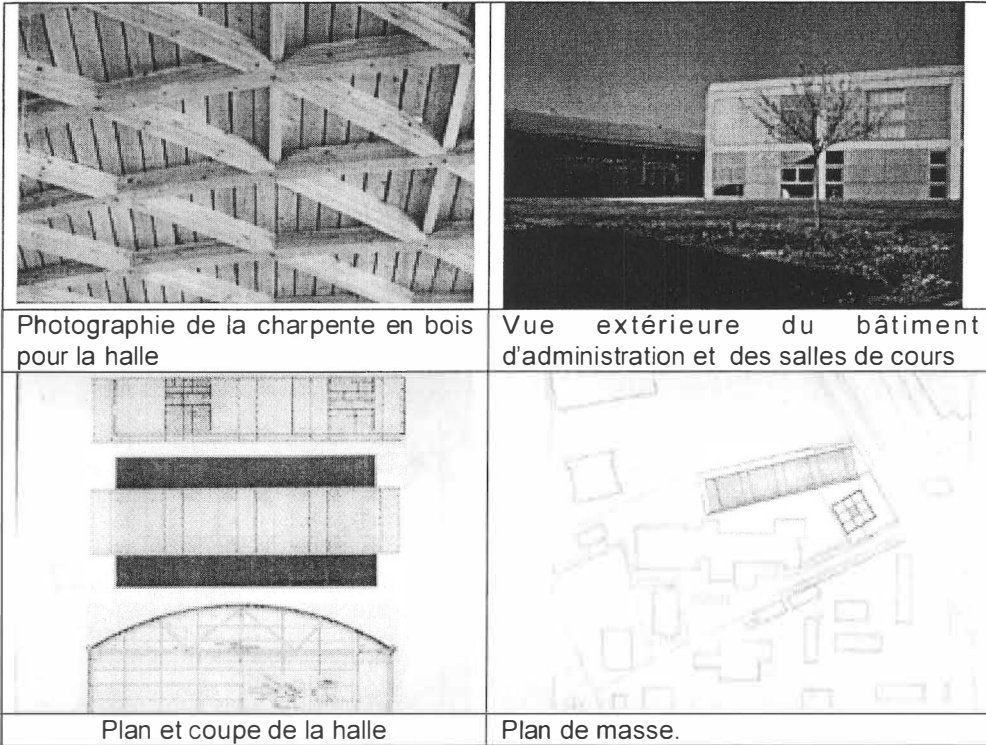 Photographie de la charpente en bois
pour la halle
Vue extérieure du bâtiment
d'administration et des salles de cours
Plan et coupe de la halle
Plan de masse.